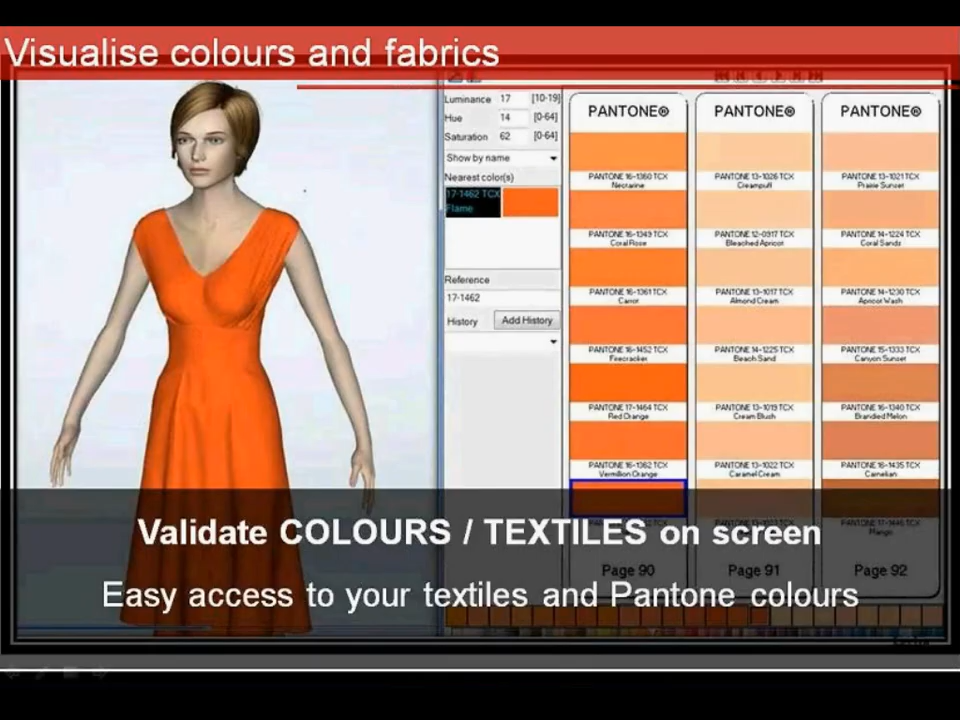 Visualise colours and fabrics
Luminance 17 [10-19]
Hue 14 [0-64]
Saturation 62 [0-64]
Show by name
Nearest color(s)
17-1462 TCX
Flame
Reference
17-1462
History Add History
PANTONE®
PANTONE 16-1360 TCX
Nectarine
PANTONE 16-1349 TCX
Coral Rose
PANTONE 16-1361 TCX
Carrot
PANTONE 16-1452 TCX
Firecracker
PANTONE 17-1464 TCX
Red Orange
PANTONE 16-1362 TCX
Vermillion Orange
Page 90
PANTONE®
PANTONE 13-1026 TCX
Creampuff
PANTONE 12-0917 TCX
Bleached Apricot
PANTONE 13-1017 TCX
Almond Cream
PANTONE 14-1225 TCX
Beach Sand
PANTONE 13-1019 TCX
Cream Blush
PANTONE 13-1022 TCX
Caramel Cream
Page 91
PANTONE®
PANTONE 13-1021 TCX
Prairie Sunset
PANTONE 14-1224 TCX
Coral Sands
PANTONE 14-1230 TCX
Apricot Wash
PANTONE 15-1333 TCX
Canyon Sunset
PANTONE 16-1340 TCX
Brandied Melon
PANTONE 16-1435 TCX
Carnelian
PANTONE 17-1446 TCX
Mango
Page 92
Validate COLOURS / TEXTILES on screen
Easy access to your textiles and Pantone colours